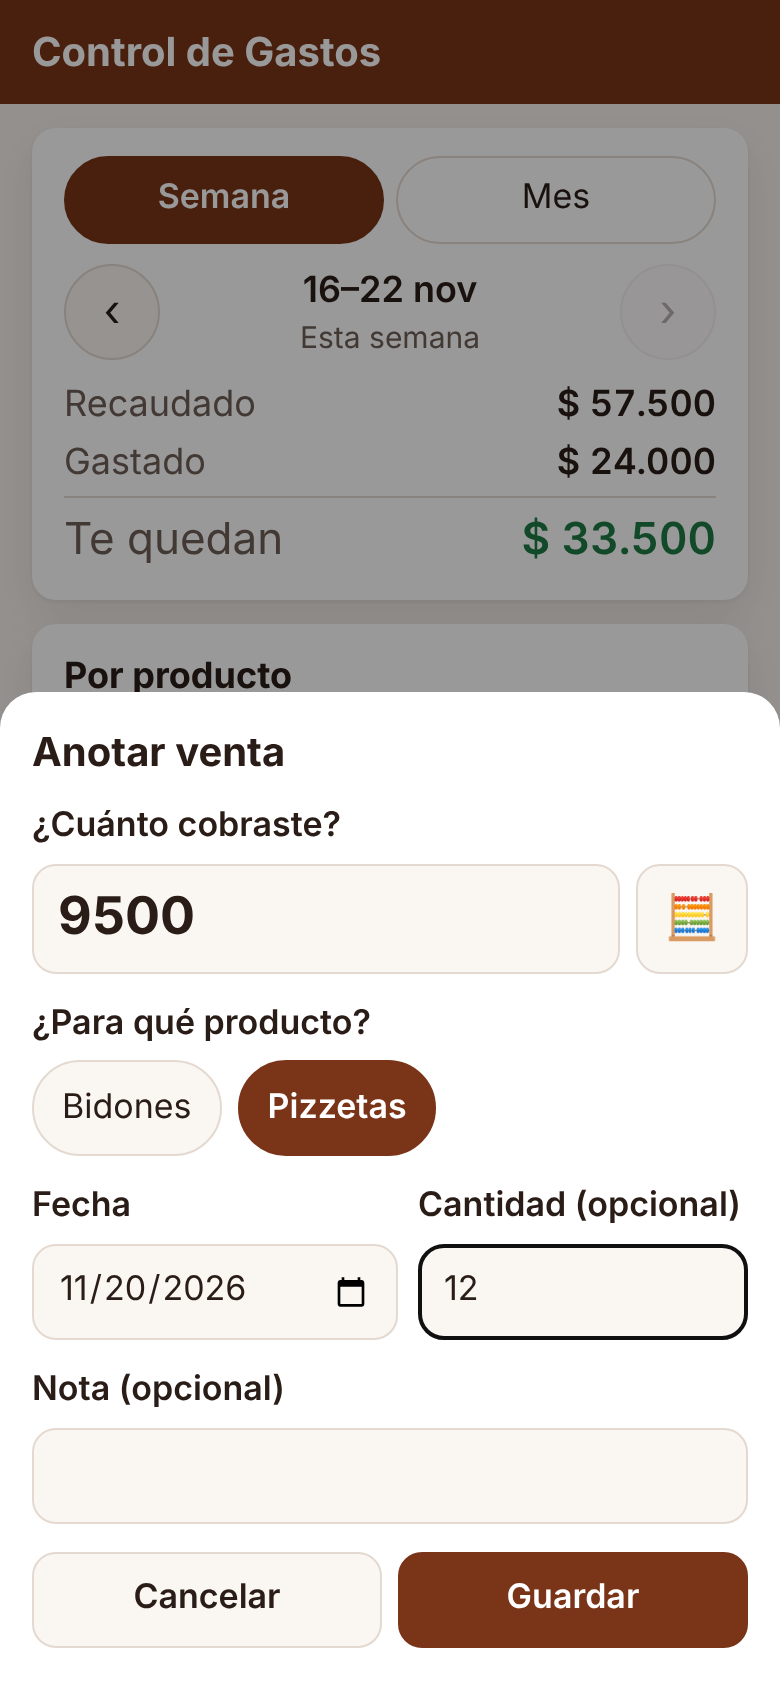 Control de Gastos
Semana
Mes
‹
16–22 nov
›
Esta semana
Recaudado $ 57.500
Gastado $ 24.000
Te quedan $ 33.500
Por producto
Anotar venta
¿Cuánto cobraste?
9500
¿Para qué producto?
Bidones
Pizzetas
Fecha
Cantidad (opcional)
11/20/2026
12
Nota (opcional)
Cancelar
Guardar